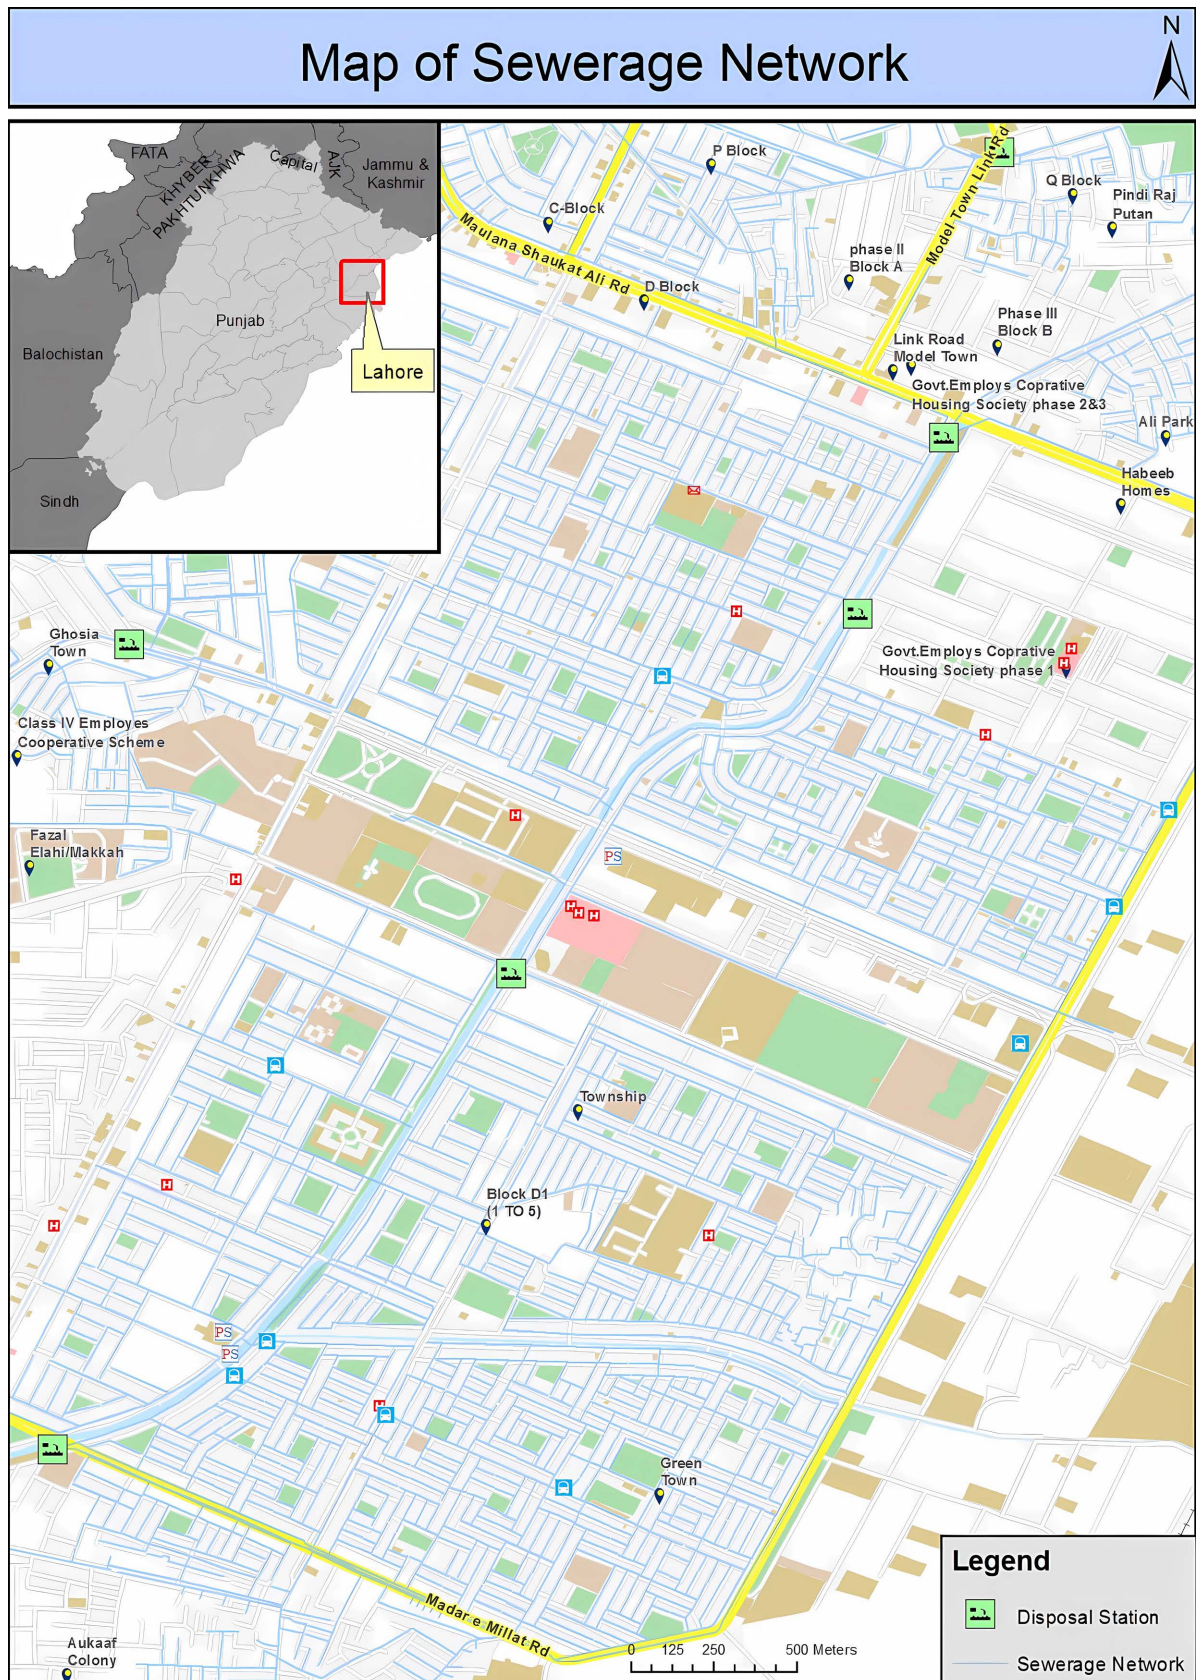 Map of Sewerage Network
N
FATA
KHYBER
PAKHTUNKHWA
Capital
AJK
Jammu &
Kashmir
Punjab
Balochistan
Lahore
Sindh
P Block
C-Block
Maulana Shaukat Ali Rd
D Block
Model Town Link Rd
Q Block
Pindi Raj
Putan
phase II
Block A
Phase III
Block B
Link Road
Model Town
Govt.Employs Coprative
Housing Society phase 2&3
Ali Park
Habeeb
Homes
H
Ghosia
Town
Govt.Employs Coprative
Housing Society phase 1
H
H
Class IV Employes
Cooperative Scheme
H
H
Fazal
Elahi/Makkah
PS
H
H
H
H
Township
H
Block D1
(1 TO 5)
H
H
PS
PS
H
Green
Town
Madar e Millat Rd
Aukaaf
Colony
0 125 250 500 Meters
Legend
Disposal Station
Sewerage Network